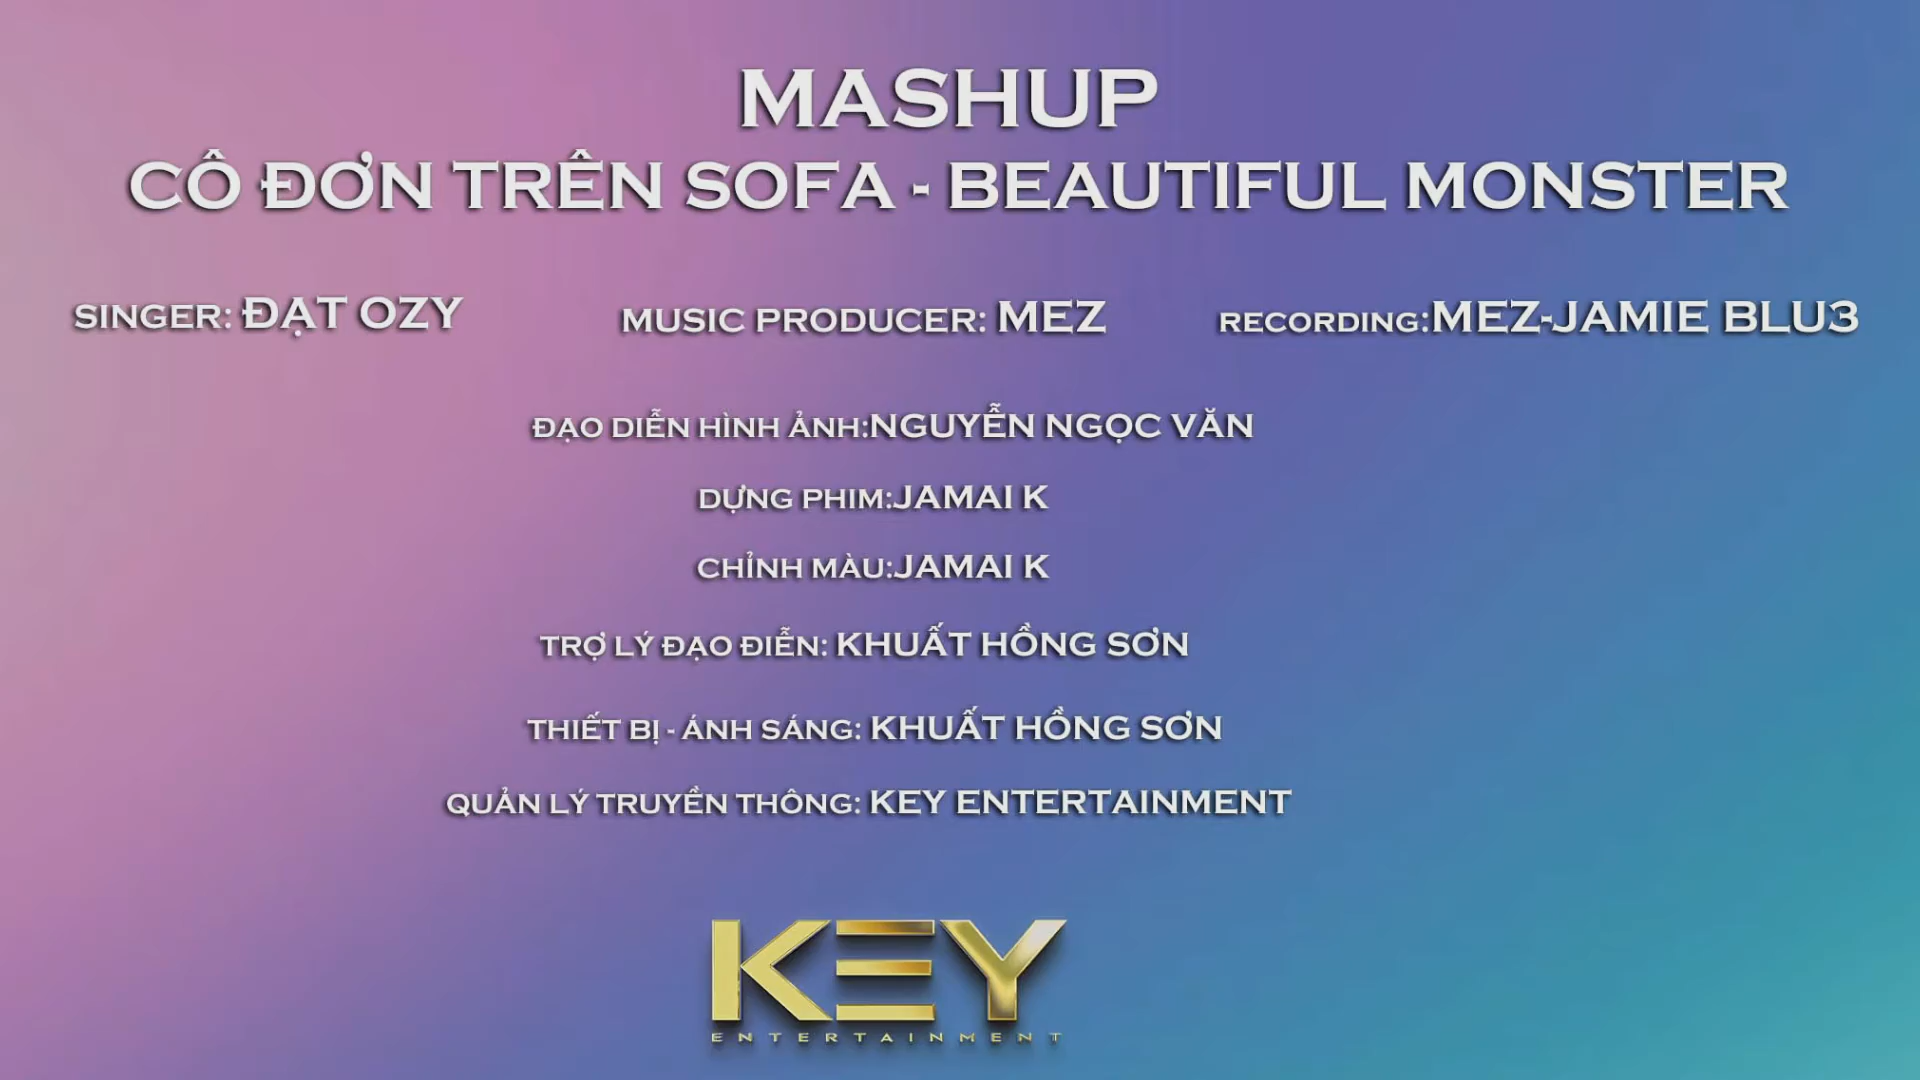 MASHUP
CÔ ĐƠN TRÊN SOFA - BEAUTIFUL MONSTER
SINGER: ĐẠT OZY
MUSIC PRODUCER: MEZ
RECORDING:MEZ-JAMIE BLU3
ĐẠO DIỄN HÌNH ẢNH:NGUYỄN NGỌC VĂN
DỰNG PHIM:JAMAI K
CHỈNH MÀU:JAMAI K
TRỢ LÝ ĐẠO ĐIỄN: KHUẤT HỒNG SƠN
THIẾT BỊ - ÁNH SÁNG: KHUẤT HỒNG SƠN
QUẢN LÝ TRUYỀN THÔNG: KEY ENTERTAINMENT
KEY
ENTERTAINMENT